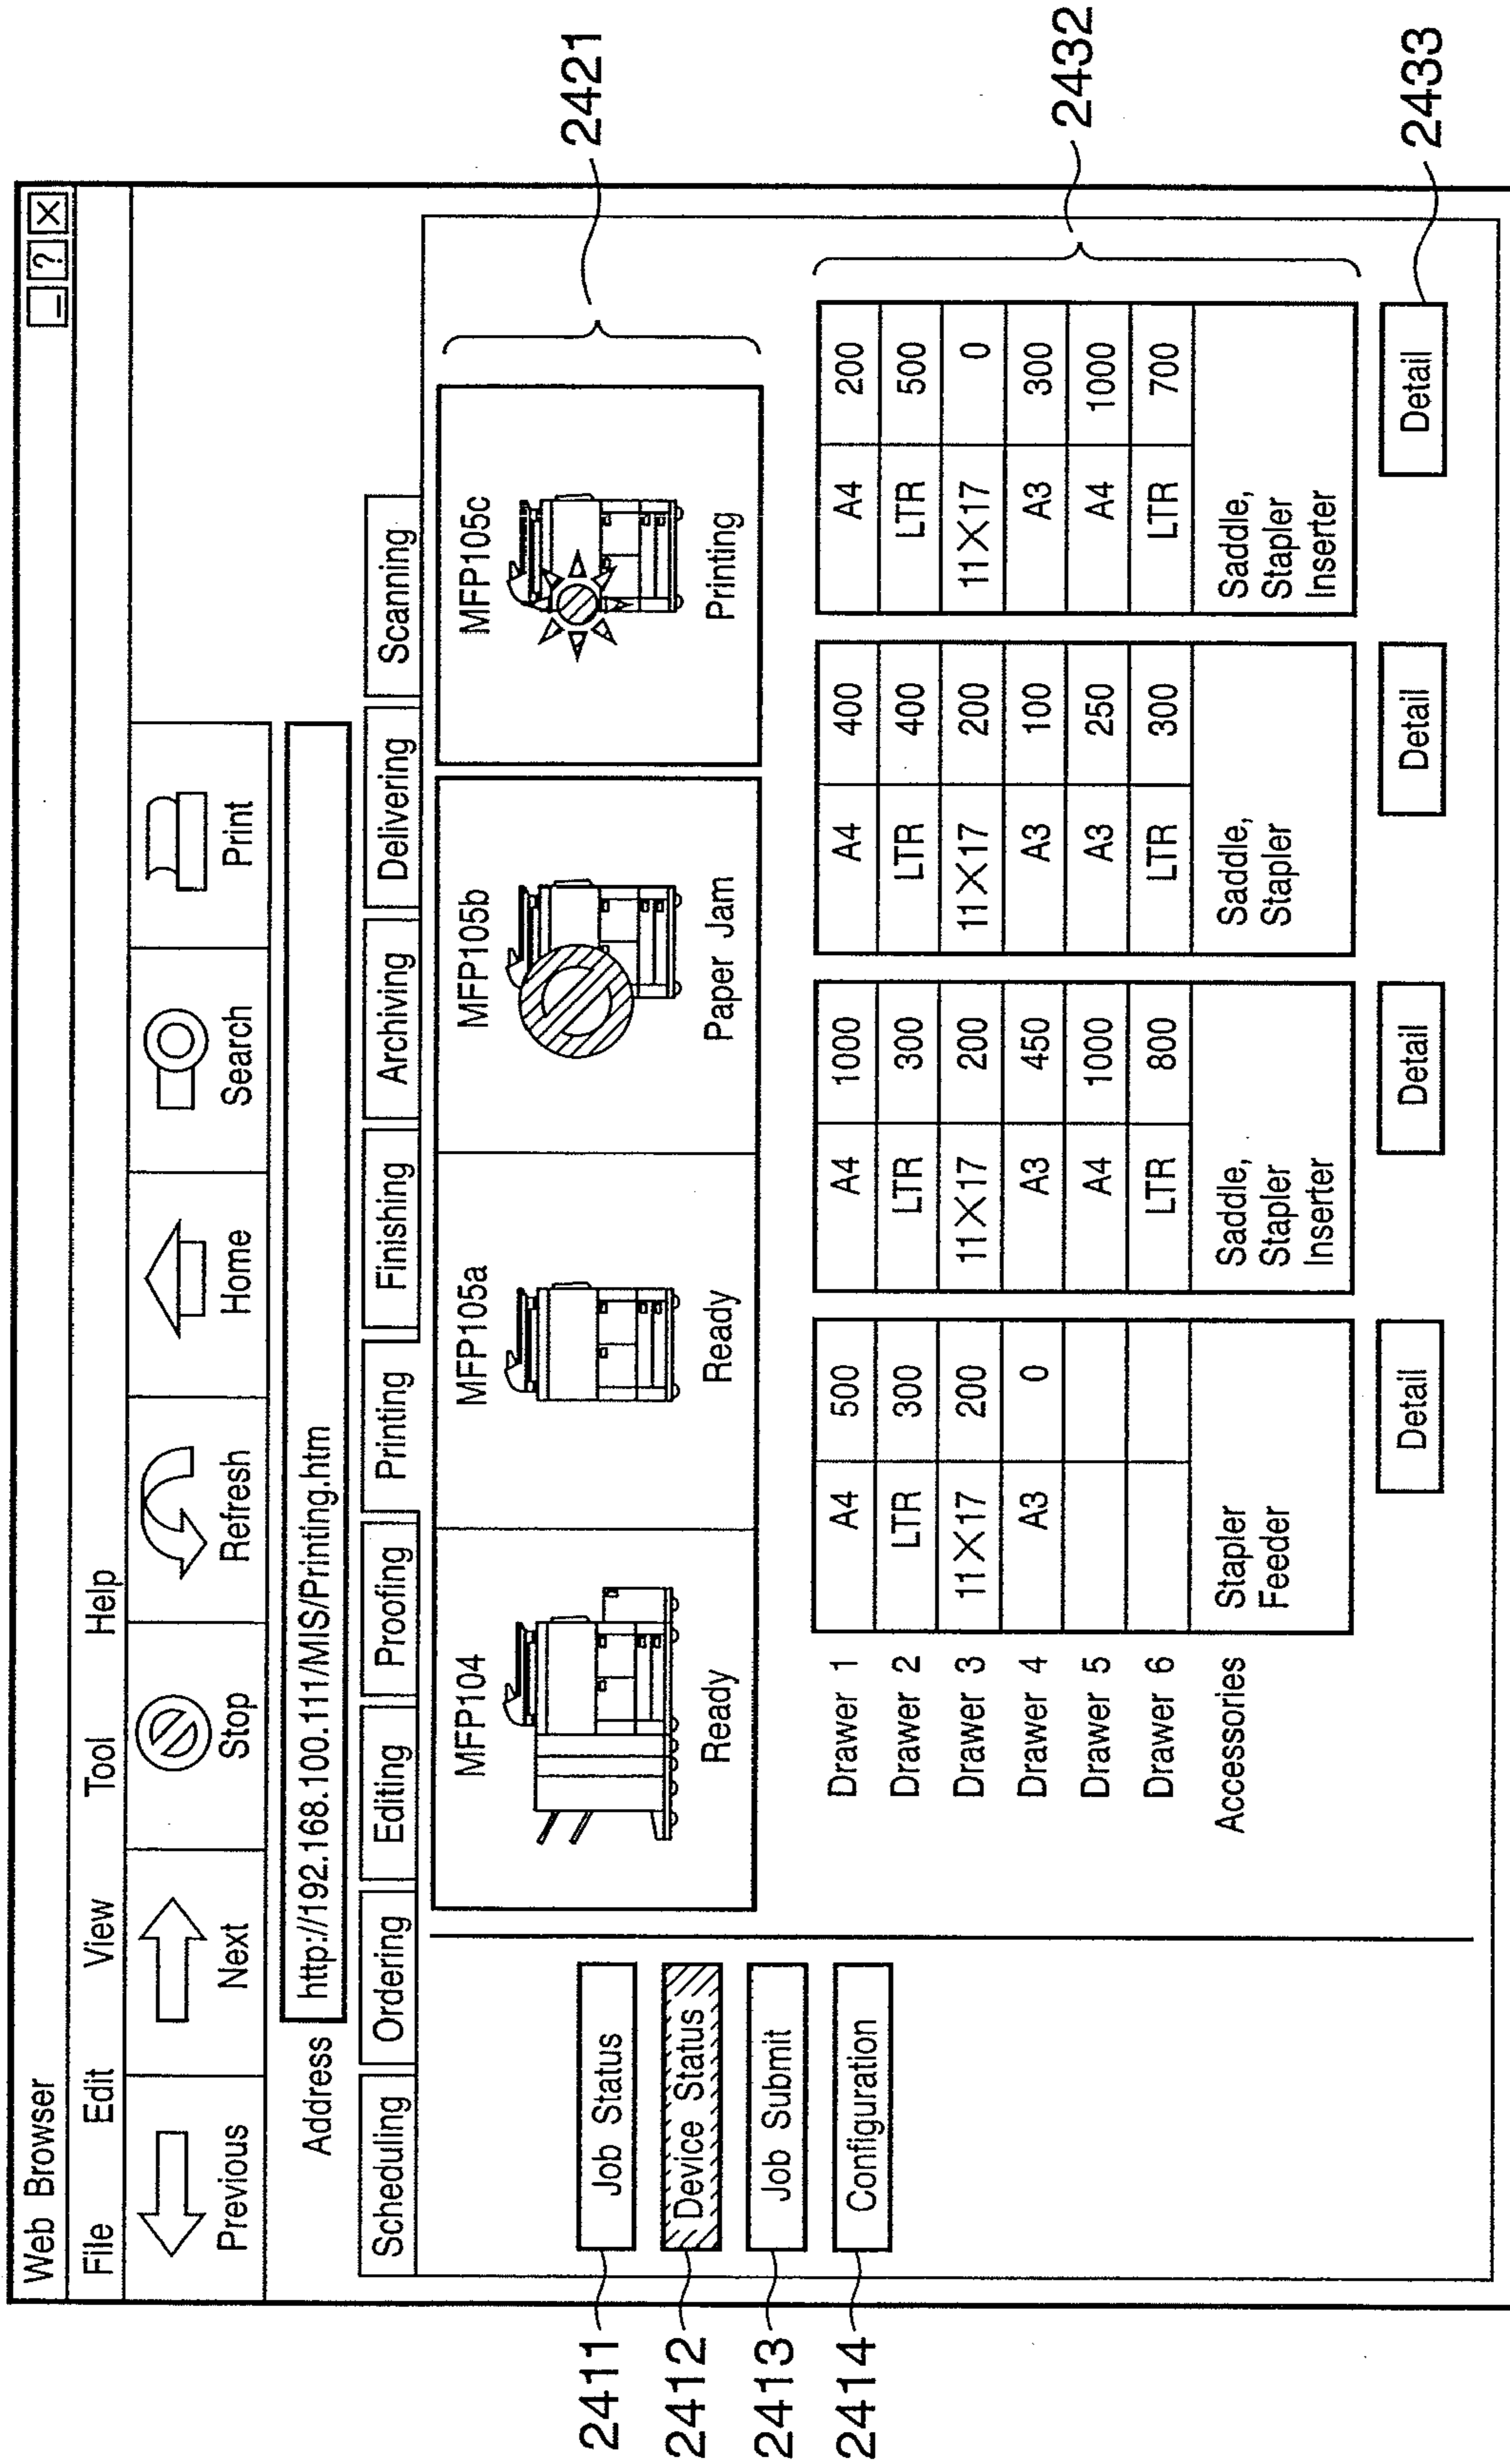 Web Browser _ ? X
File Edit View Tool Help
Previous Next Stop Refresh Home Search Print
Address http://192.168.100.111/MIS/Printing.htm
Scheduling Ordering Editing Proofing Printing Finishing Archiving Delivering Scanning
MFP104 MFP105a MFP105b MFP105c
Ready Ready Paper Jam Printing
2421
2411 Job Status
2412 Device Status
2413 Job Submit
2414 Configuration
Drawer 1 A4 500 A4 1000 A4 400 A4 200
Drawer 2 LTR 300 LTR 300 LTR 400 LTR 500
Drawer 3 11×17 200 11×17 200 11×17 200 11×17 0
Drawer 4 A3 0 A3 450 A3 100 A3 300
Drawer 5 A4 1000 A3 250 A4 1000
Drawer 6 LTR 800 LTR 300 LTR 700
Accessories Stapler Saddle, Saddle, Saddle,
Feeder Stapler Stapler Stapler
Inserter Inserter
2432
Detail Detail Detail Detail
2433